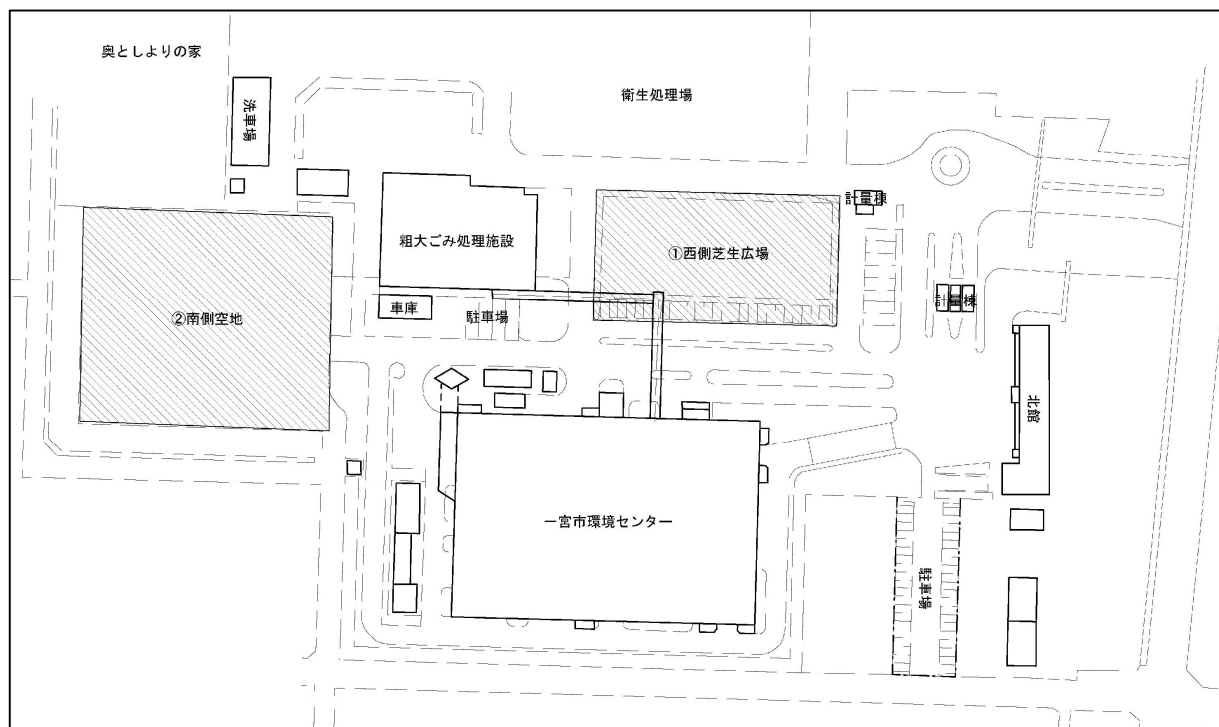 奥としよりの家
洗車場
衛生処理場
計量棟
粗大ごみ処理施設
①西側芝生広場
計量棟
車庫
駐車場
②南側空地
北館
一宮市環境センター
駐車場